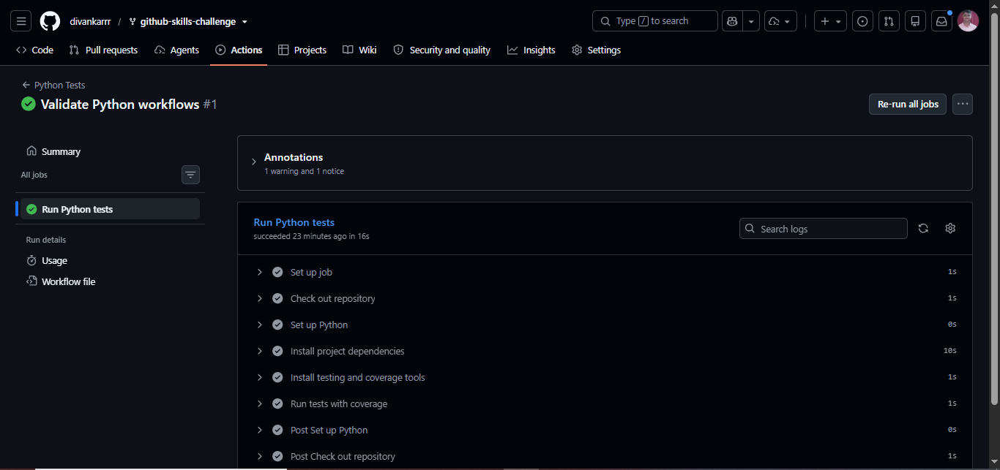 divankarrr / github-skills-challenge
Type / to search
Code Pull requests Agents Actions Projects Wiki Security and quality Insights Settings
Python Tests
Validate Python workflows #1
Re-run all jobs
Summary
All jobs
Run Python tests
Run details
Usage
Workflow file
Annotations
1 warning and 1 notice
Run Python tests
succeeded 23 minutes ago in 16s
Search logs
Set up job 1s
Check out repository 1s
Set up Python 0s
Install project dependencies 10s
Install testing and coverage tools 1s
Run tests with coverage 1s
Post Set up Python 0s
Post Check out repository 1s